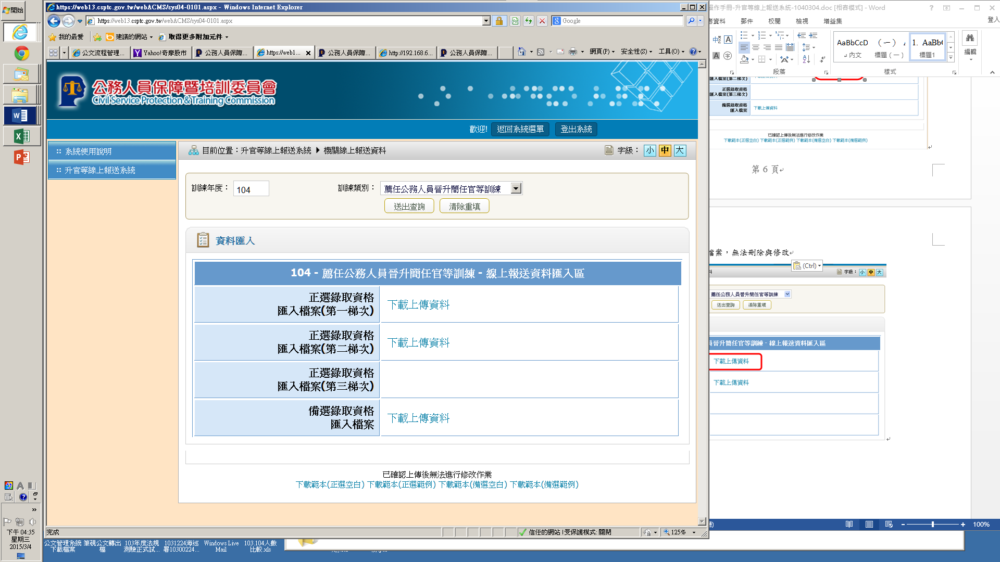 開始
https://web13.csptc.gov.tw/webACMS/sys04-0101.aspx - Windows Internet Explorer
https://web13.csptc.gov.tw/webACMS/sys04-0101.aspx
Google
我的最愛
建議的網站
取得更多附加元件
公文流程管理...
Yahoo!奇摩股市
公務人員保障...
https://web1...
公務人員保障...
http://192.168.6...
公務人員保障...
網頁(P)
安全性(S)
工具(O)
公務人員保障暨培訓委員會
Civil Service Protection & Training Commission
歡迎!
返回系統選單
登出系統
系統使用說明
升官等線上報送系統
目前位置：升官等線上報送系統
機關線上報送資料
字級：
小
中
大
訓練年度：
104
訓練類別：
薦任公務人員晉升簡任官等訓練
送出查詢
清除重填
資料匯入
104 - 薦任公務人員晉升簡任官等訓練 - 線上報送資料匯入區
正選錄取資格
匯入檔案(第一梯次)
下載上傳資料
正選錄取資格
匯入檔案(第二梯次)
下載上傳資料
正選錄取資格
匯入檔案(第三梯次)
備選錄取資格
匯入檔案
下載上傳資料
已確認上傳後無法進行修改作業
下載範本(正選空白) 下載範本(正選範例) 下載範本(備選空白) 下載範本(備選範例)
完成
信任的網站 | 受保護模式: 關閉
125%
操作手冊-升官等線上報送系統-1040304.doc [相容模式] - Word
登入
郵件
校閱
檢視
增益集
AaBbCcD
內文
標題 (一)
1. AaBb
標題1
編輯
段落
樣式
匯入檔案(第二梯次)
正選錄取資格
匯入檔案(第三梯次)
備選錄取資格
匯入檔案
下載上傳資料
已確認上傳後無法進行修改作業
下載範本(正選空白) 下載範本(正選範例) 下載範本(備選空白) 下載範本(備選範例)
第 6 頁
檔案，無法刪除與修改
(Ctrl)
字級：
小
中
大
薦任公務人員晉升簡任官等訓練
送出查詢
清除重填
員晉升簡任官等訓練 - 線上報送資料匯入區
下載上傳資料
下載上傳資料
100%
下午 04:35
星期三
2015/3/4
公文管理系統
下載檔案
筆硯公文轉出
檔
103年度法規
測驗正式試...
1031224海巡
署10300224...
Windows Live
Mail
103.104人數
比較.xls